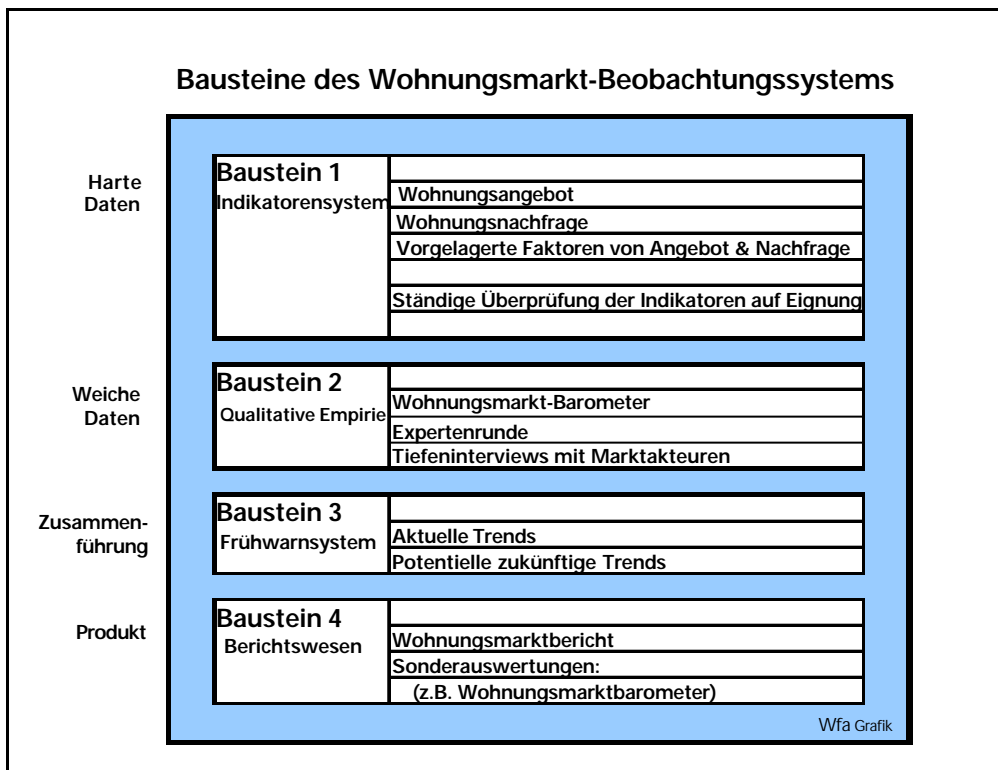 Bausteine des Wohnungsmarkt-Beobachtungssystems
Harte
Daten
Baustein 1
Indikatorensystem
Wohnungsangebot
Wohnungsnachfrage
Vorgelagerte Faktoren von Angebot & Nachfrage
Ständige Überprüfung der Indikatoren auf Eignung
Weiche
Daten
Baustein 2
Qualitative Empirie
Wohnungsmarkt-Barometer
Expertenrunde
Tiefeninterviews mit Marktakteuren
Zusammen-
führung
Baustein 3
Frühwarnsystem
Aktuelle Trends
Potentielle zukünftige Trends
Produkt
Baustein 4
Berichtswesen
Wohnungsmarktbericht
Sonderauswertungen:
(z.B. Wohnungsmarktbarometer)
Wfa Grafik